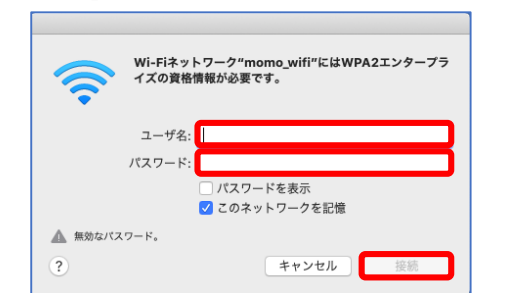 Wi-Fiネットワーク“momo_wifi”にはWPA2エンタープラ
イズの資格情報が必要です。
ユーザ名:
パスワード:
パスワードを表示
このネットワークを記憶
無効なパスワード。
?
キャンセル
接続